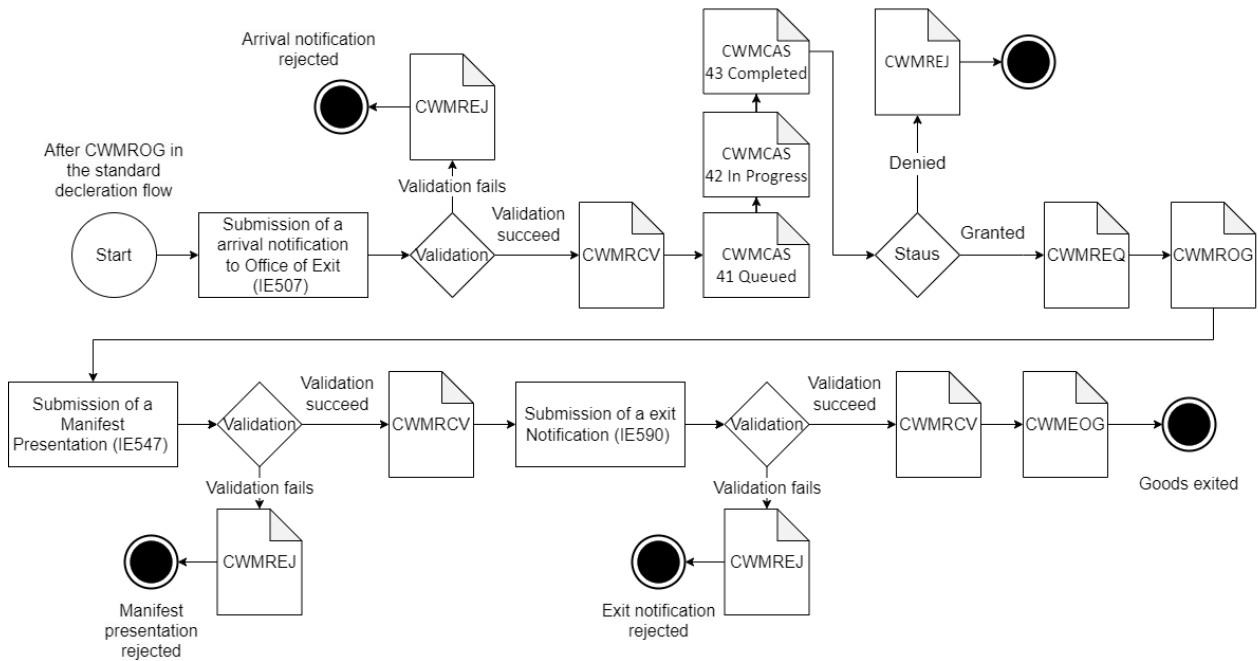 Arrival notification
rejected
CWMREJ
CWMCAS
43 Completed
CWMREJ
After CWMROG in
the standard
decleration flow
Validation fails
CWMCAS
42 In Progress
Denied
Start
Submission of a
arrival notification
to Office of Exit
(IE507)
Validation
Validation
succeed
CWMRCV
CWMCAS
41 Queued
Staus
Granted
CWMREQ
CWMROG
Submission of a
Manifest
Presentation (IE547)
Validation
Validation
succeed
CWMRCV
Submission of a exit
Notification (IE590)
Validation
Validation
succeed
CWMRCV
CWMEOG
Goods exited
Validation fails
CWMREJ
Manifest
presentation
rejected
Validation fails
CWMREJ
Exit notification
rejected